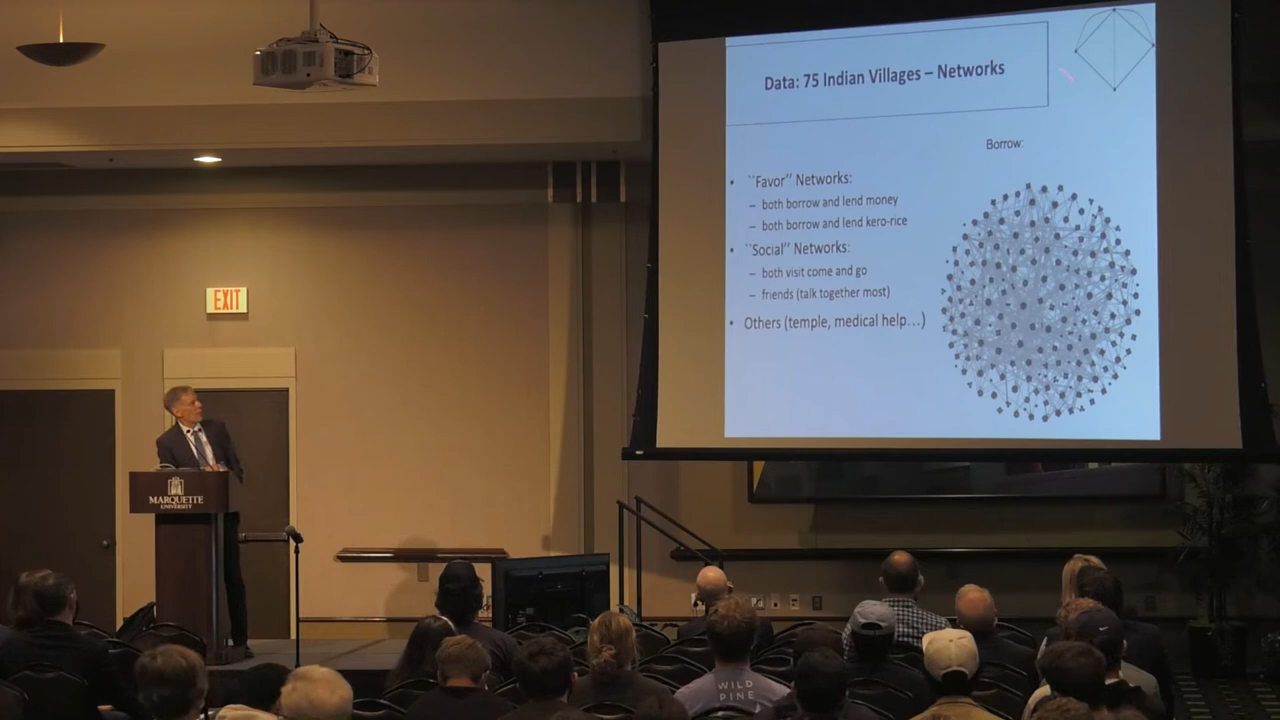 Data: 75 Indian Villages – Networks
Borrow:
• ``Favor'' Networks:
– both borrow and lend money
– both borrow and lend kero-rice
• ``Social'' Networks:
– both visit come and go
– friends (talk together most)
• Others (temple, medical help…)
EXIT
MARQUETTE
UNIVERSITY
WILD
PINE